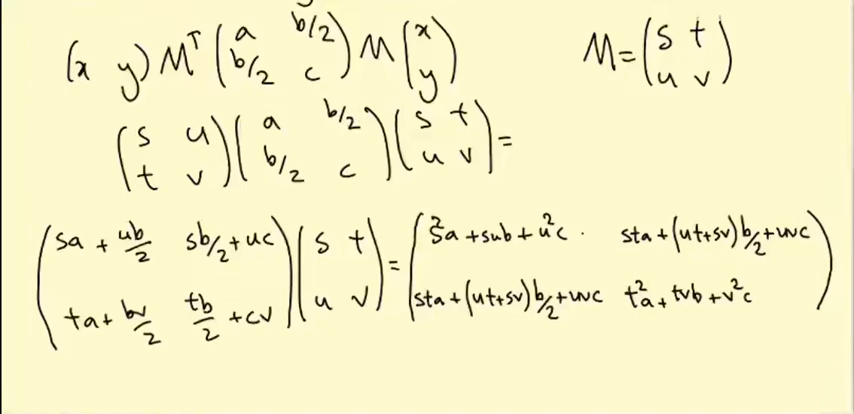 (x y) Mᵀ (a b/2 ; b/2 c) M (x ; y)    M = (s t ; u v)
(s u ; t v) (a b/2 ; b/2 c) (s t ; u v) =
(sa + ub/2 sb/2 + uc ; ta + bv/2 tb/2 + cv) (s t ; u v) = (s²a + sub + u²c . sta + (ut+sv) b/2 + uvc ; sta + (ut+sv) b/2 + uvc t²a + tvb + v²c)